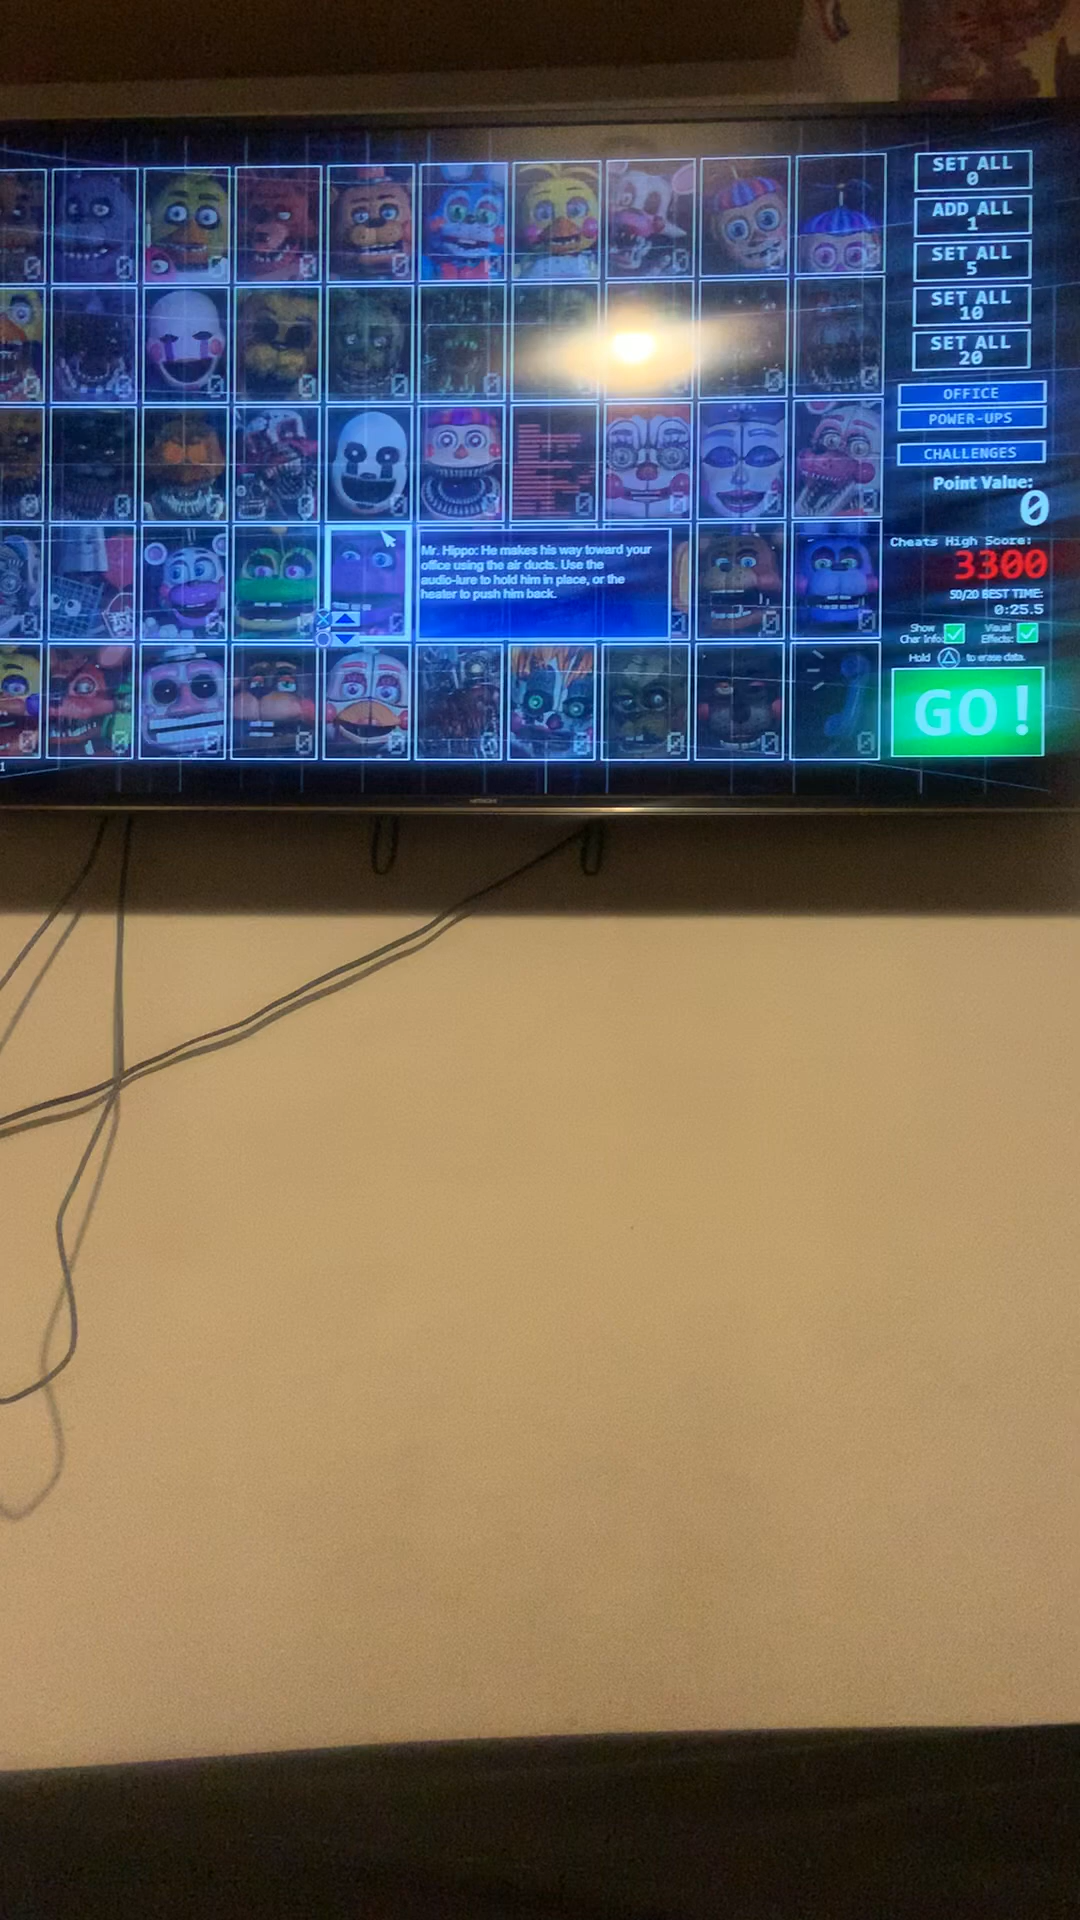 SET ALL
0
ADD ALL
1
SET ALL
5
SET ALL
10
SET ALL
20
OFFICE
POWER-UPS
CHALLENGES
Point Value:
0
Cheats High Score:
3300
50/20 BEST TIME:
0:25.5
Show
Char Info:
Visual
Effects:
Hold to erase data.
GO!
Mr. Hippo: He makes his way toward your
office using the air ducts. Use the
audio-lure to hold him in place, or the
heater to push him back.
HITACHI